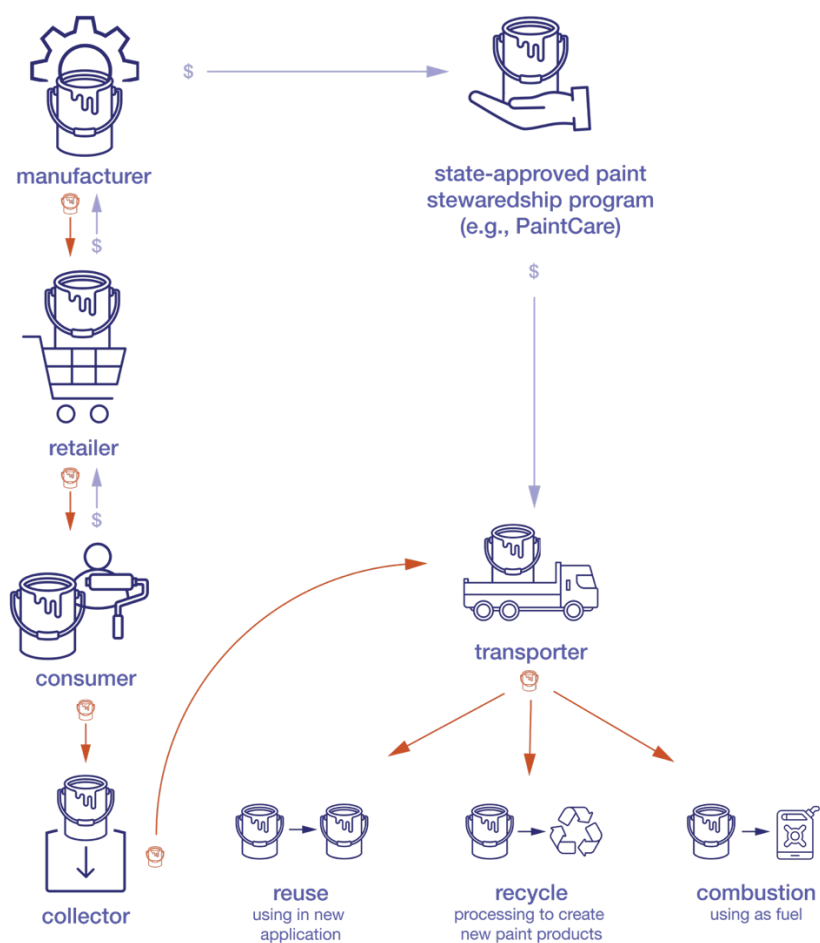 $
manufacturer
state-approved paint
stewaredship program
(e.g., PaintCare)
$
$
retailer
$
consumer
transporter
collector
reuse
using in new
application
recycle
processing to create
new paint products
combustion
using as fuel